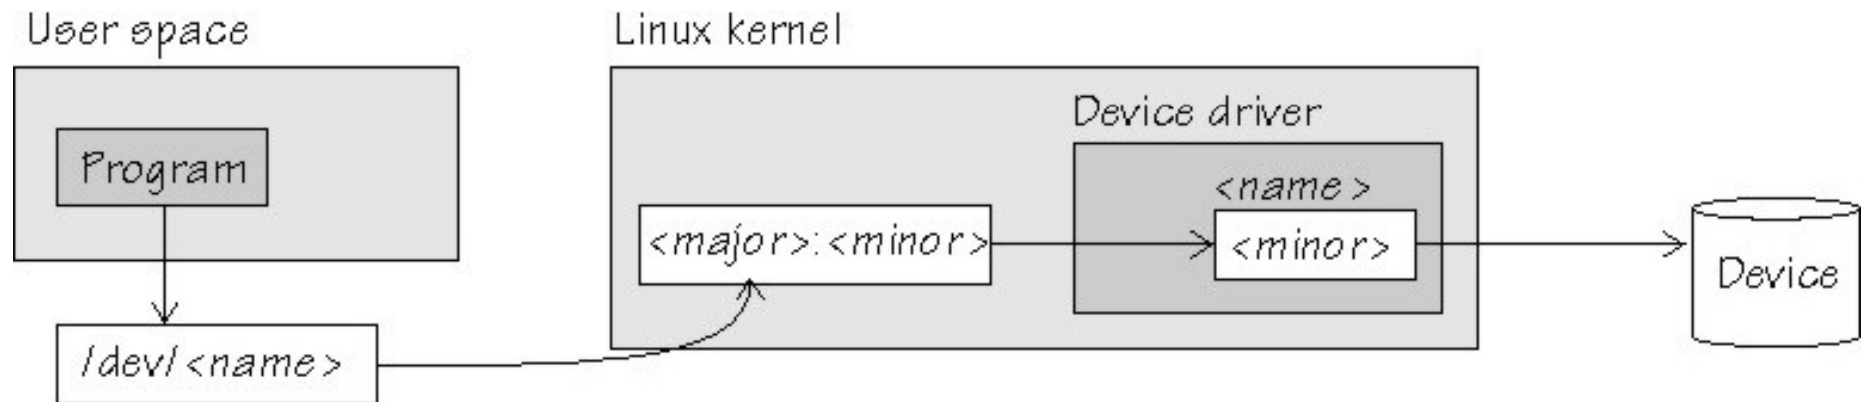 User space
Linux kernel
Device driver
Program
<name>
<major>:<minor>
<minor>
Device
/dev/<name>